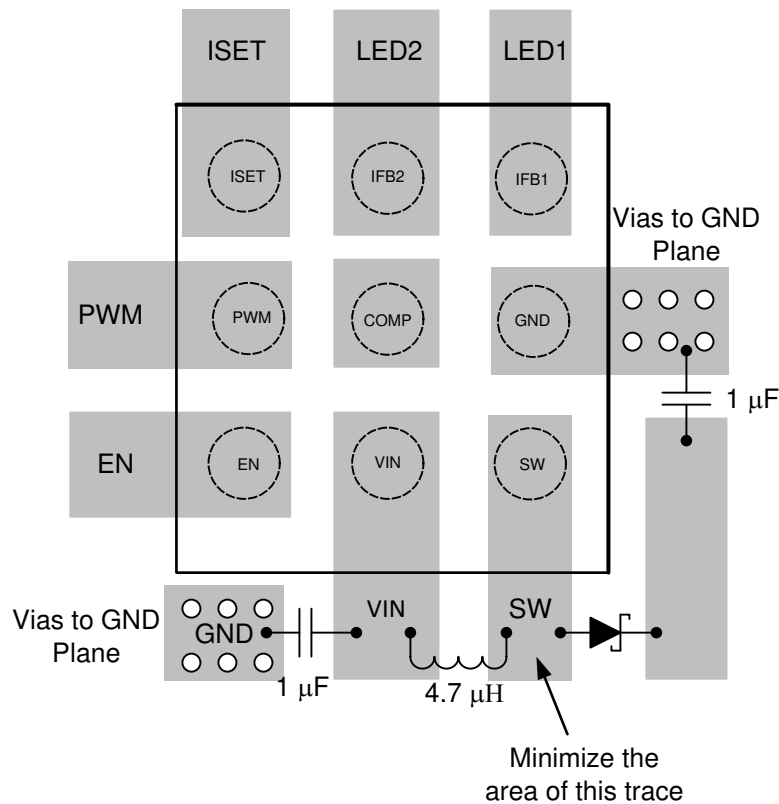 ISET LED2 LED1
ISET IFB2 IFB1
Vias to GND
Plane
PWM PWM COMP GND
1 μF
EN EN VIN SW
Vias to GND
Plane
GND
VIN SW
1 μF
4.7 μH
Minimize the
area of this trace